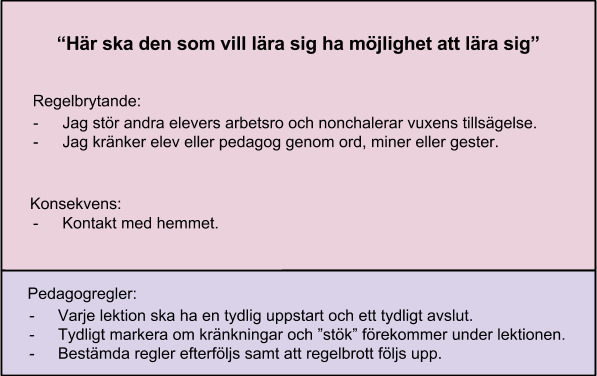 “Här ska den som vill lära sig ha möjlighet att lära sig”
Regelbrytande:
- Jag stör andra elevers arbetsro och nonchalerar vuxens tillsägelse.
- Jag kränker elev eller pedagog genom ord, miner eller gester.
Konsekvens:
- Kontakt med hemmet.
Pedagogregler:
- Varje lektion ska ha en tydlig uppstart och ett tydligt avslut.
- Tydligt markera om kränkningar och ”stök” förekommer under lektionen.
- Bestämda regler efterföljs samt att regelbrott följs upp.